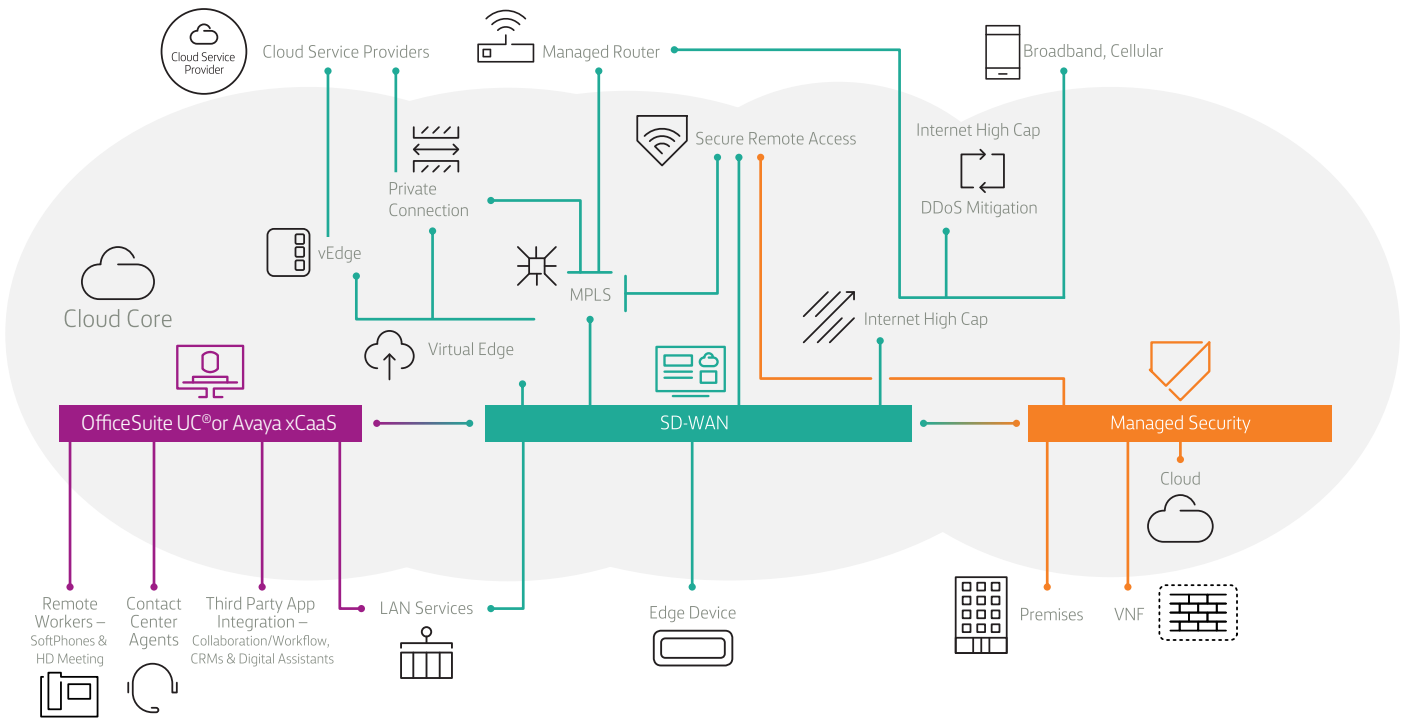 Cloud Service
Provider
Cloud Service Providers
Managed Router
Broadband, Cellular
Secure Remote Access
Internet High Cap
DDoS Mitigation
Private
Connection
vEdge
MPLS
Cloud Core
Virtual Edge
Internet High Cap
OfficeSuite UC®or Avaya xCaaS
SD-WAN
Managed Security
Cloud
Remote
Workers –
SoftPhones &
HD Meeting
Contact
Center
Agents
Third Party App
Integration –
Collaboration/Workflow,
CRMs & Digital Assistants
LAN Services
Edge Device
Premises
VNF